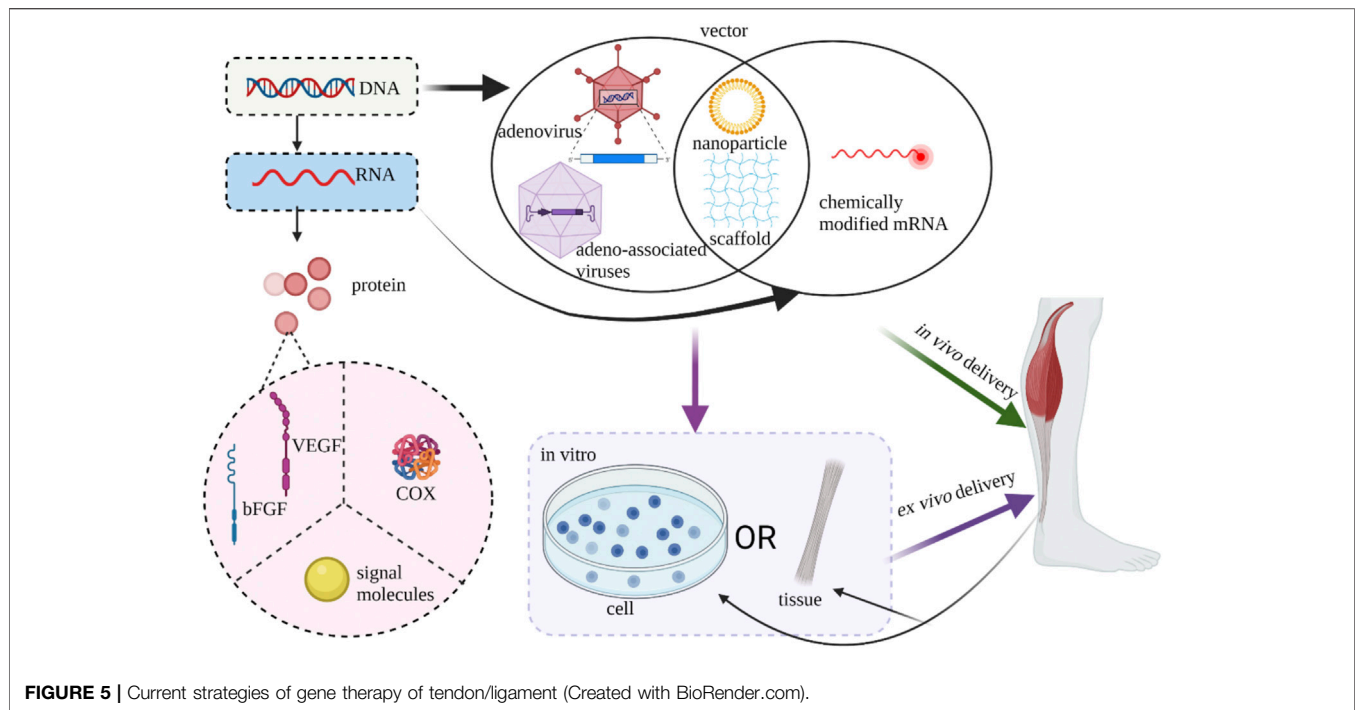 vector
DNA
adenovirus
5'
3'
nanoparticle
RNA
chemically
modified mRNA
scaffold
adeno-associated
viruses
protein
in vivo delivery
VEGF
bFGF
COX
signal
molecules
in vitro
OR
cell
tissue
ex vivo delivery
FIGURE 5 | Current strategies of gene therapy of tendon/ligament (Created with BioRender.com).